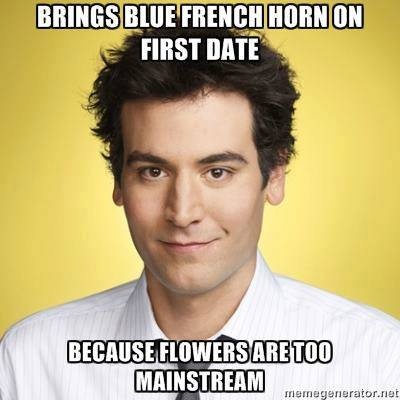 BRINGS BLUE FRENCH HORN ON
FIRST DATE
BECAUSE FLOWERS ARE TOO
MAINSTREAM
memegenerator.net